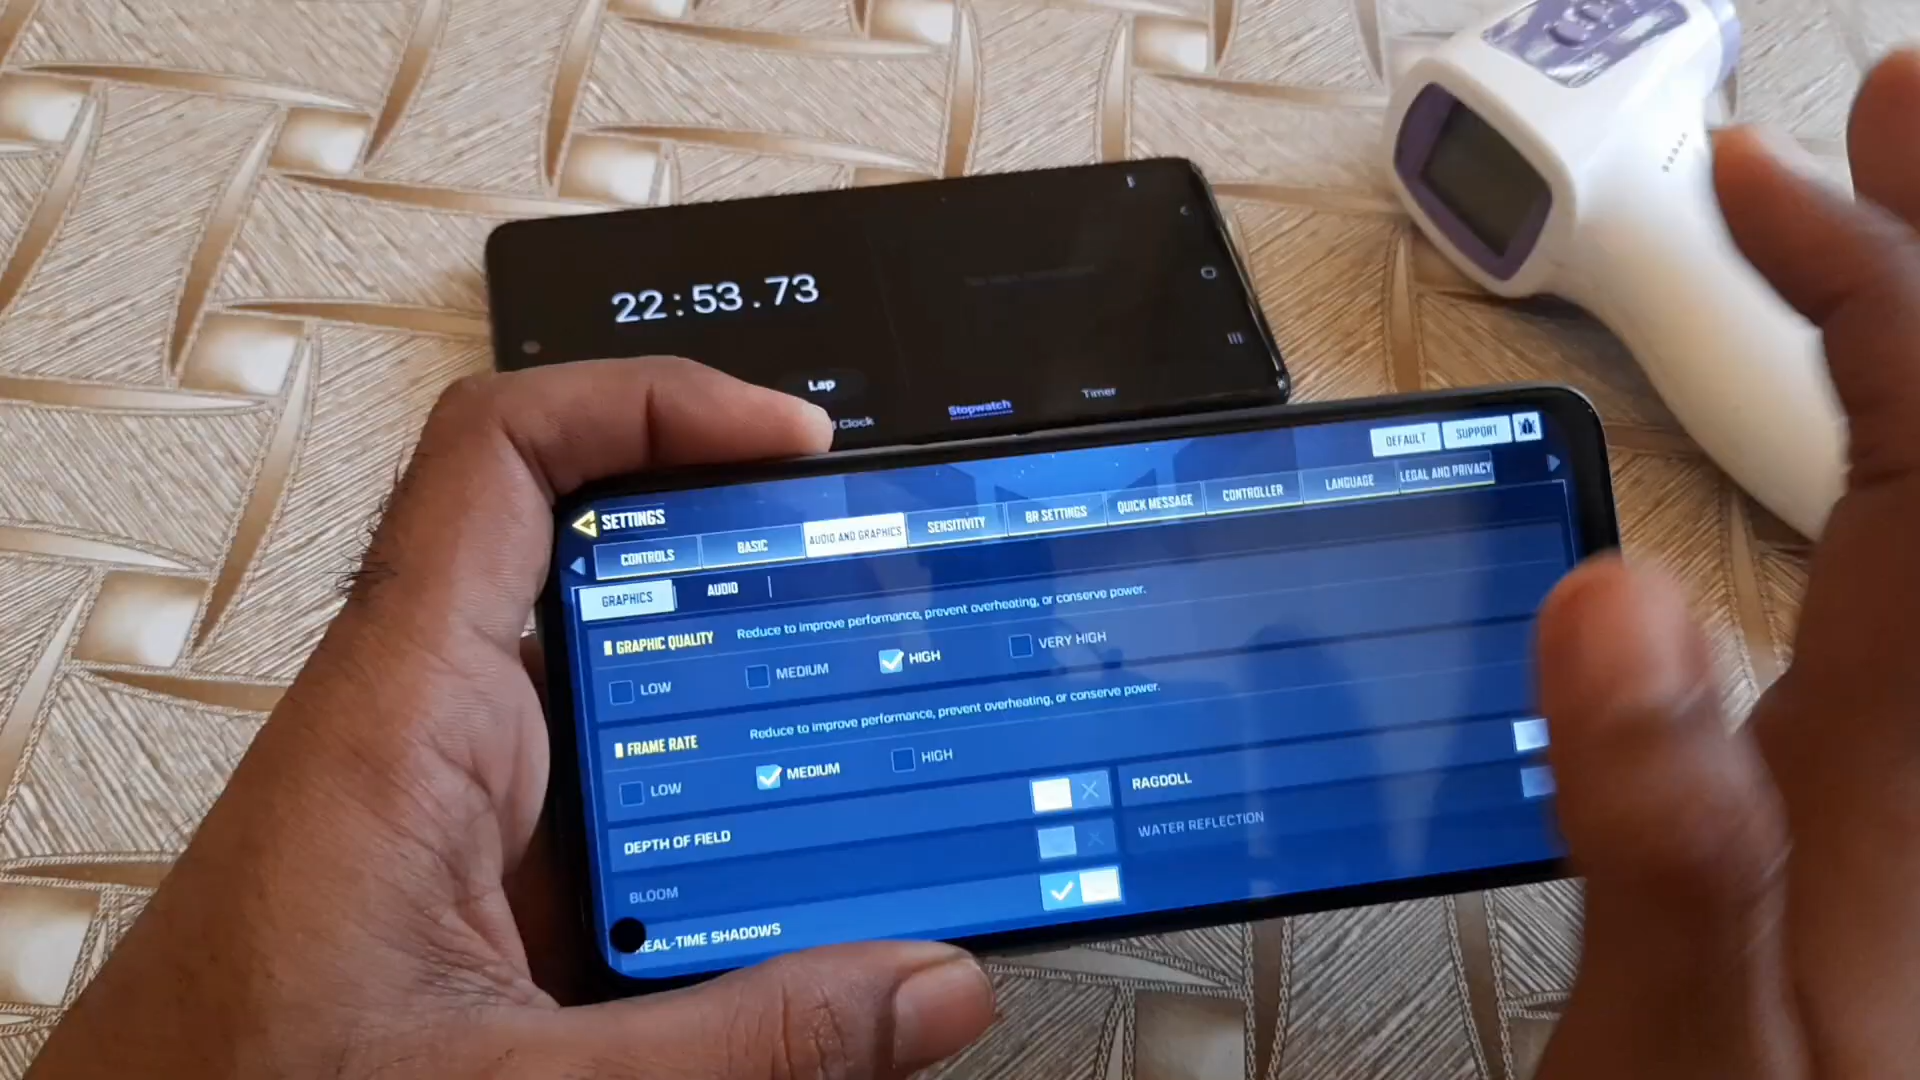 22:53.73
Lap
Clock
Stopwatch
Timer
DEFAULT
SUPPORT
SETTINGS
CONTROLS
BASIC
AUDIO AND GRAPHICS
SENSITIVITY
BR SETTINGS
QUICK MESSAGE
CONTROLLER
LANGUAGE
LEGAL AND PRIVACY
GRAPHICS
AUDIO
GRAPHIC QUALITY
Reduce to improve performance, prevent overheating, or conserve power.
LOW
MEDIUM
HIGH
VERY HIGH
FRAME RATE
Reduce to improve performance, prevent overheating, or conserve power.
LOW
MEDIUM
HIGH
DEPTH OF FIELD
RAGDOLL
BLOOM
WATER REFLECTION
REAL-TIME SHADOWS